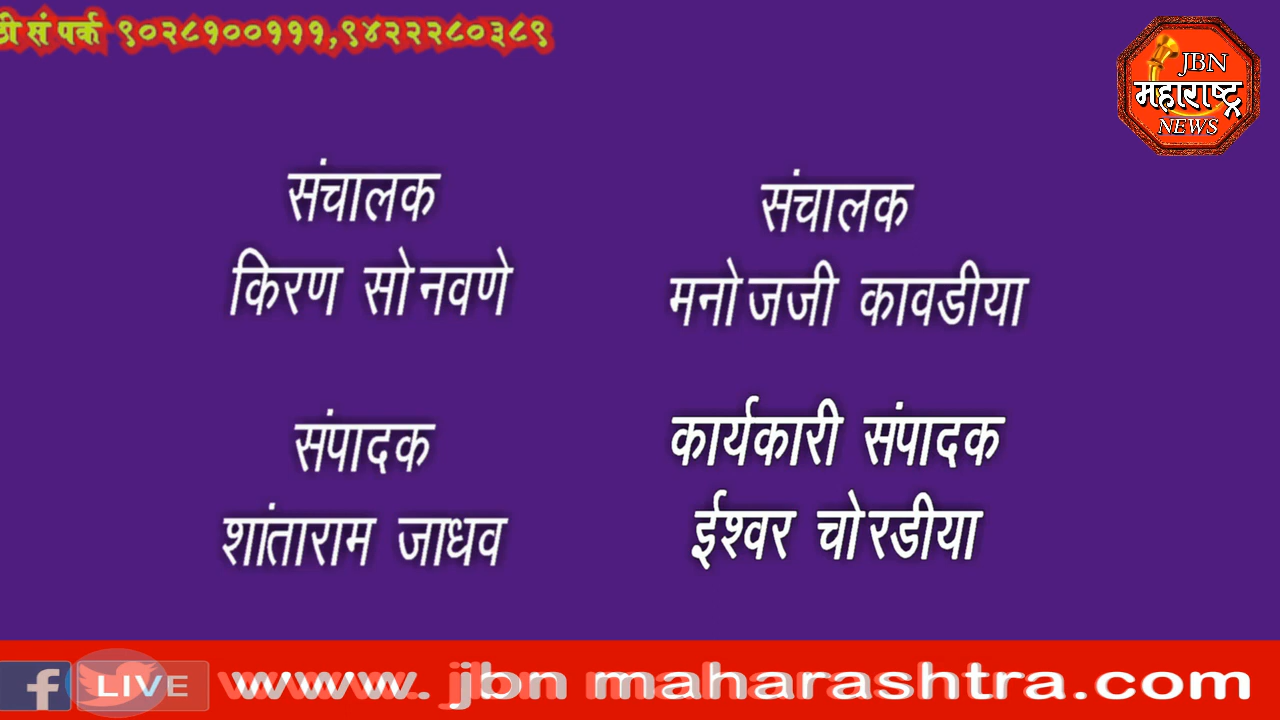 ठी संपर्क ९०२८१००१११,९४२२२८०३८९
JBN
महाराष्ट्र
NEWS
संचालक
किरण सोनवणे
संचालक
मनोजजी कावडीया
संपादक
शांताराम जाधव
कार्यकारी संपादक
ईश्वर चोरडीया
f LIVE www. jbn maharashtra.com